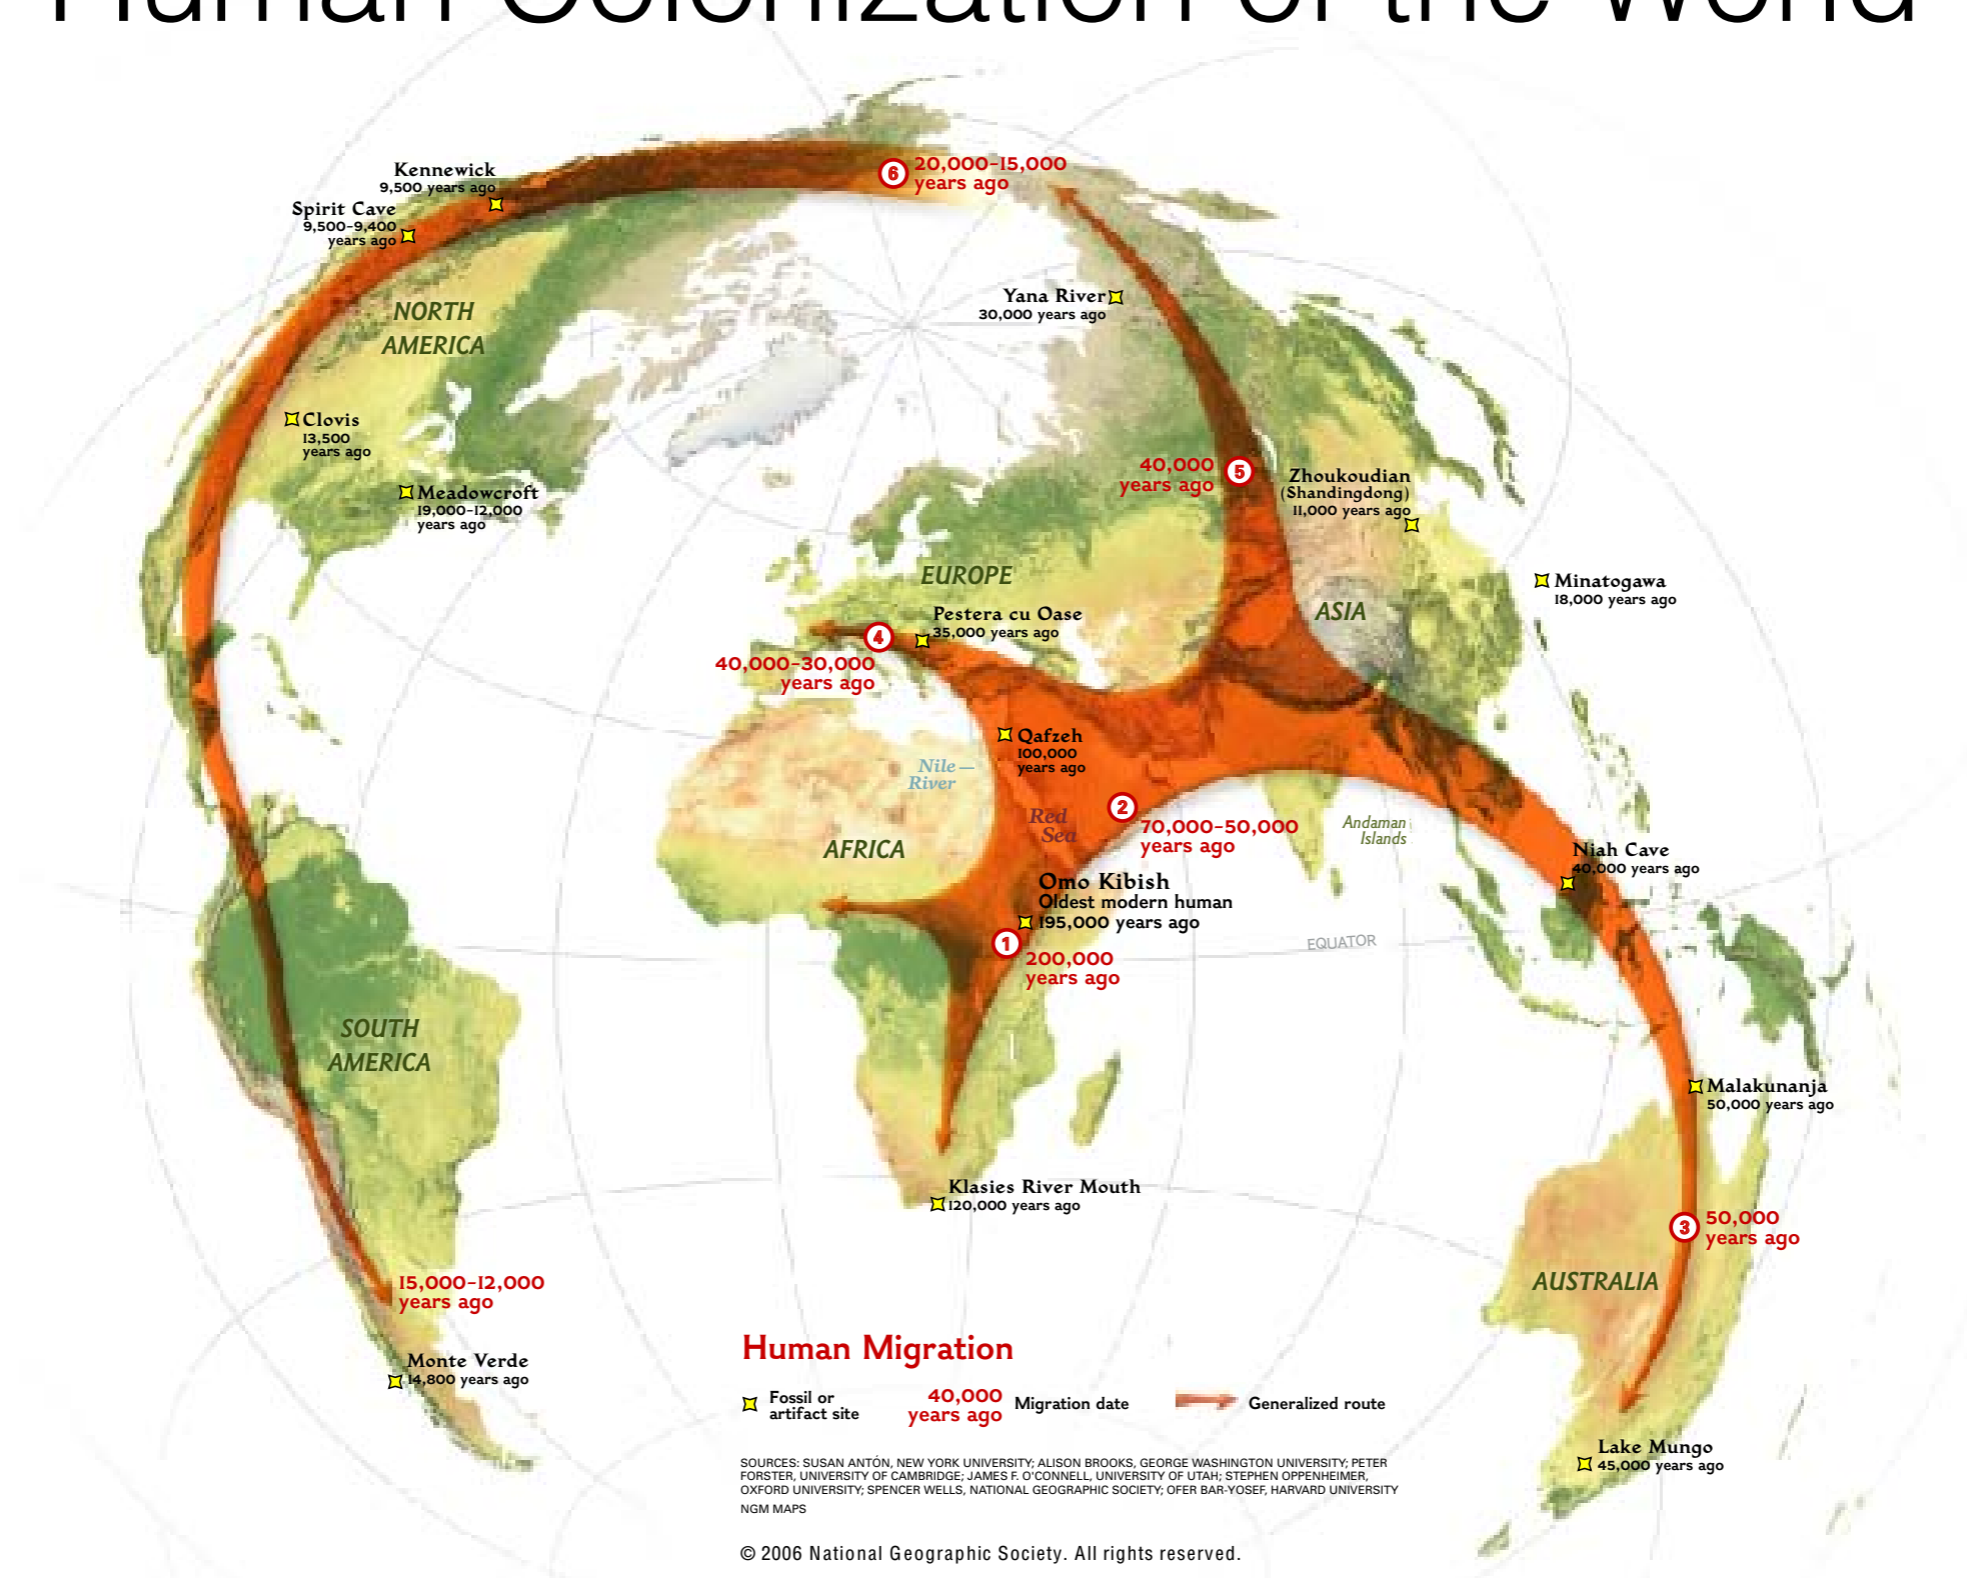 Human Colonization of the World
6
20,000–15,000
years ago
Kennewick
9,500 years ago
Spirit Cave
9,500–9,400
years ago
NORTH
AMERICA
Yana River
30,000 years ago
Clovis
13,500
years ago
Meadowcroft
19,000–12,000
years ago
40,000
years ago
5
Zhoukoudian
(Shandingdong)
11,000 years ago
EUROPE
Minatogawa
18,000 years ago
ASIA
Pestera cu Oase
35,000 years ago
4
40,000–30,000
years ago
Qafzeh
100,000
years ago
Nile
River
Red
Sea
2
70,000–50,000
years ago
Andaman
Islands
AFRICA
Niah Cave
40,000 years ago
Omo Kibish
Oldest modern human
195,000 years ago
1
200,000
years ago
EQUATOR
SOUTH
AMERICA
Malakunanja
50,000 years ago
Klasies River Mouth
120,000 years ago
3
50,000
years ago
AUSTRALIA
15,000–12,000
years ago
Monte Verde
14,800 years ago
Human Migration
Fossil or
artifact site
40,000
years ago
Migration date
Generalized route
Lake Mungo
45,000 years ago
SOURCES: SUSAN ANTÓN, NEW YORK UNIVERSITY; ALISON BROOKS, GEORGE WASHINGTON UNIVERSITY; PETER
FORSTER, UNIVERSITY OF CAMBRIDGE; JAMES F. O'CONNELL, UNIVERSITY OF UTAH; STEPHEN OPPENHEIMER,
OXFORD UNIVERSITY; SPENCER WELLS, NATIONAL GEOGRAPHIC SOCIETY; OFER BAR-YOSEF, HARVARD UNIVERSITY
NGM MAPS
© 2006 National Geographic Society. All rights reserved.